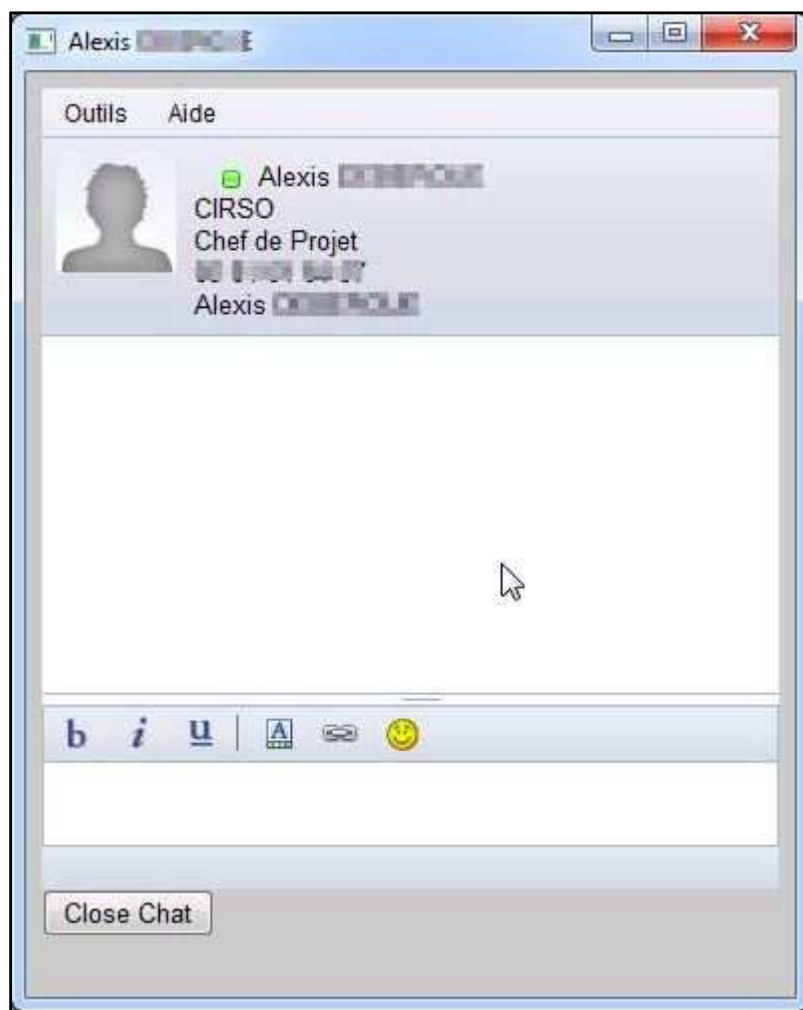 Alexis
Outils Aide
Alexis
CIRSO
Chef de Projet
Alexis
b i u A
Close Chat